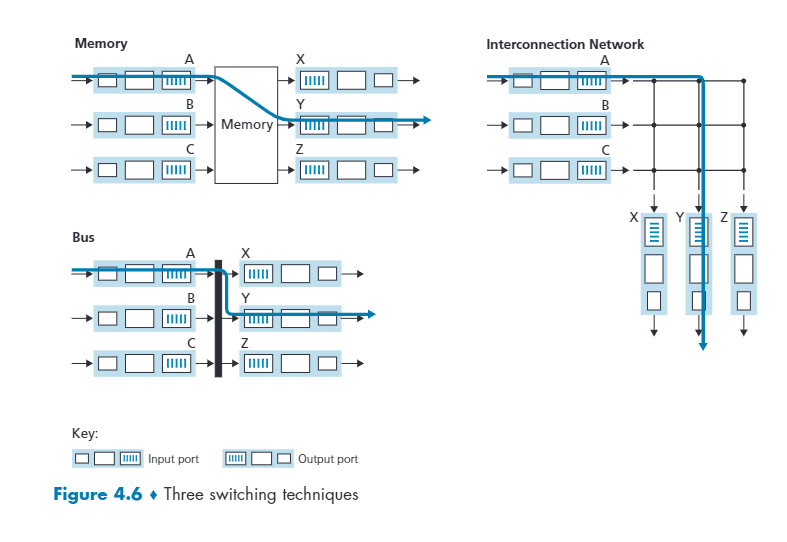 Memory
A
X
B
Y
Memory
C
Z
Interconnection Network
A
B
C
X
Y
Z
Bus
A
X
B
Y
C
Z
Key:
Input port
Output port
Figure 4.6 ♦ Three switching techniques